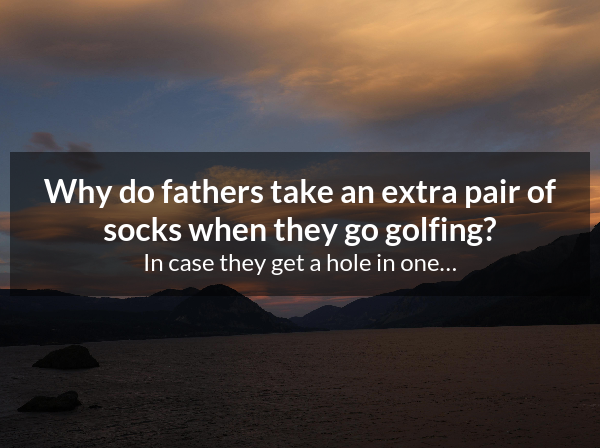 Why do fathers take an extra pair of
socks when they go golfing?
In case they get a hole in one...